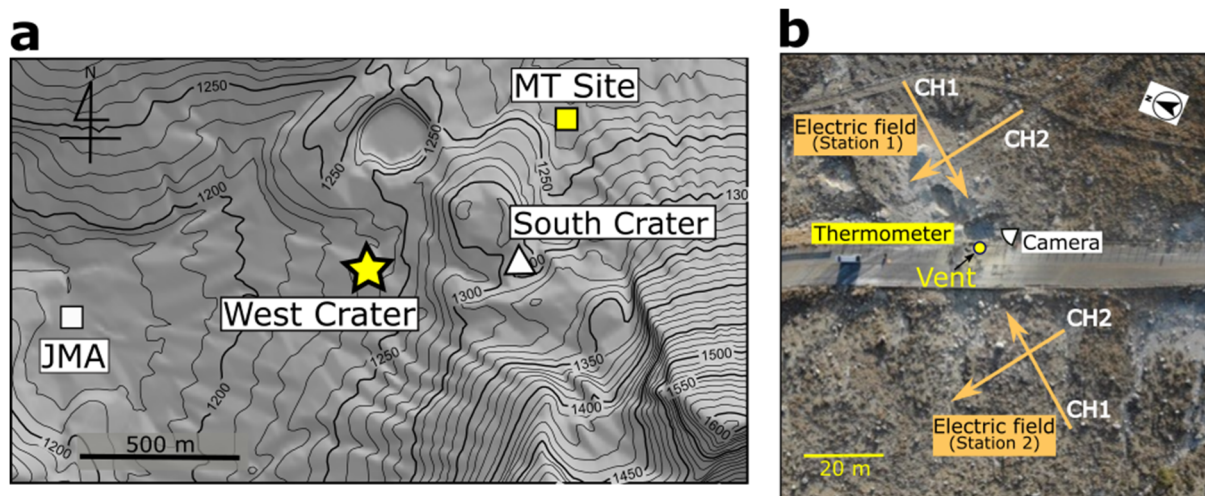 a
b
N
1250
MT Site
CH1
Electric field
(Station 1)
CH2
1250
1250
1250
1200
130
South Crater
Thermometer
Camera
Vent
1300
West Crater
JMA
CH2
1250
1350
1500
1200
1550
1400
CH1
1600
Electric field
(Station 2)
500 m
1200
1450
20 m